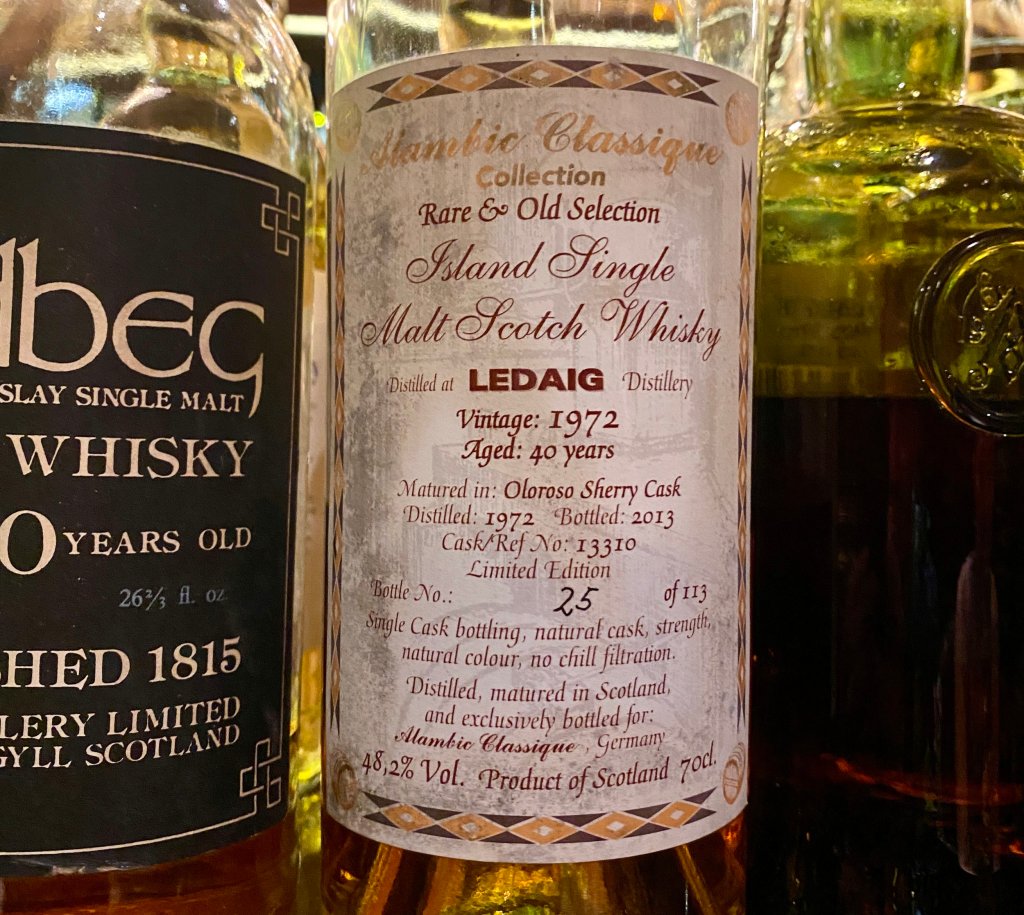 dbeg
SLAY SINGLE MALT
WHISKY
0 YEARS OLD
26⅔ fl. oz.
SHED 1815
LERY LIMITED
GYLL SCOTLAND
Alambic Classique
Collection
Rare & Old Selection
Island Single
Malt Scotch Whisky
Distilled at LEDAIG Distillery
Vintage: 1972
Aged: 40 years
Matured in: Oloroso Sherry Cask
Distilled: 1972 Bottled: 2013
Cask/Ref No: 13310
Limited Edition
Bottle No.: 25 of 113
Single Cask bottling, natural cask, strength,
natural colour, no chill filtration.
Distilled, matured in Scotland,
and exclusively bottled for:
Alambic Classique, Germany
48,2% Vol. Product of Scotland 70cl.